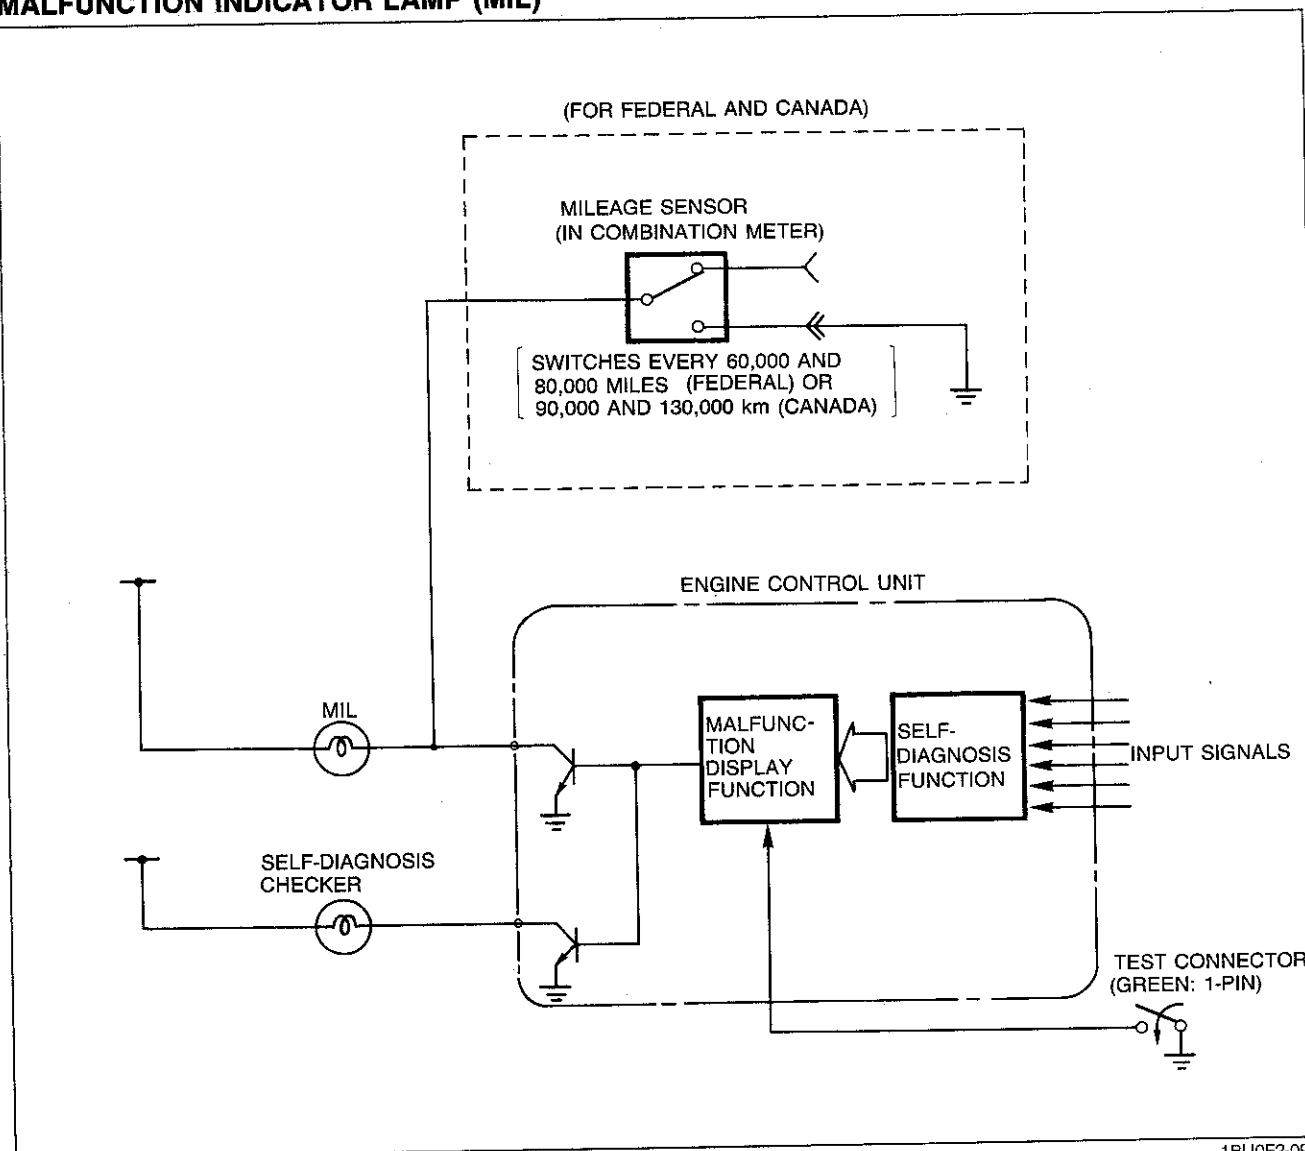 MALFUNCTION INDICATOR LAMP (MIL)
(FOR FEDERAL AND CANADA)
MILEAGE SENSOR
(IN COMBINATION METER)
SWITCHES EVERY 60,000 AND
80,000 MILES (FEDERAL) OR
90,000 AND 130,000 km (CANADA)
ENGINE CONTROL UNIT
MIL
MALFUNC-
TION
DISPLAY
FUNCTION
SELF-
DIAGNOSIS
FUNCTION
INPUT SIGNALS
SELF-DIAGNOSIS
CHECKER
TEST CONNECTOR
(GREEN: 1-PIN)